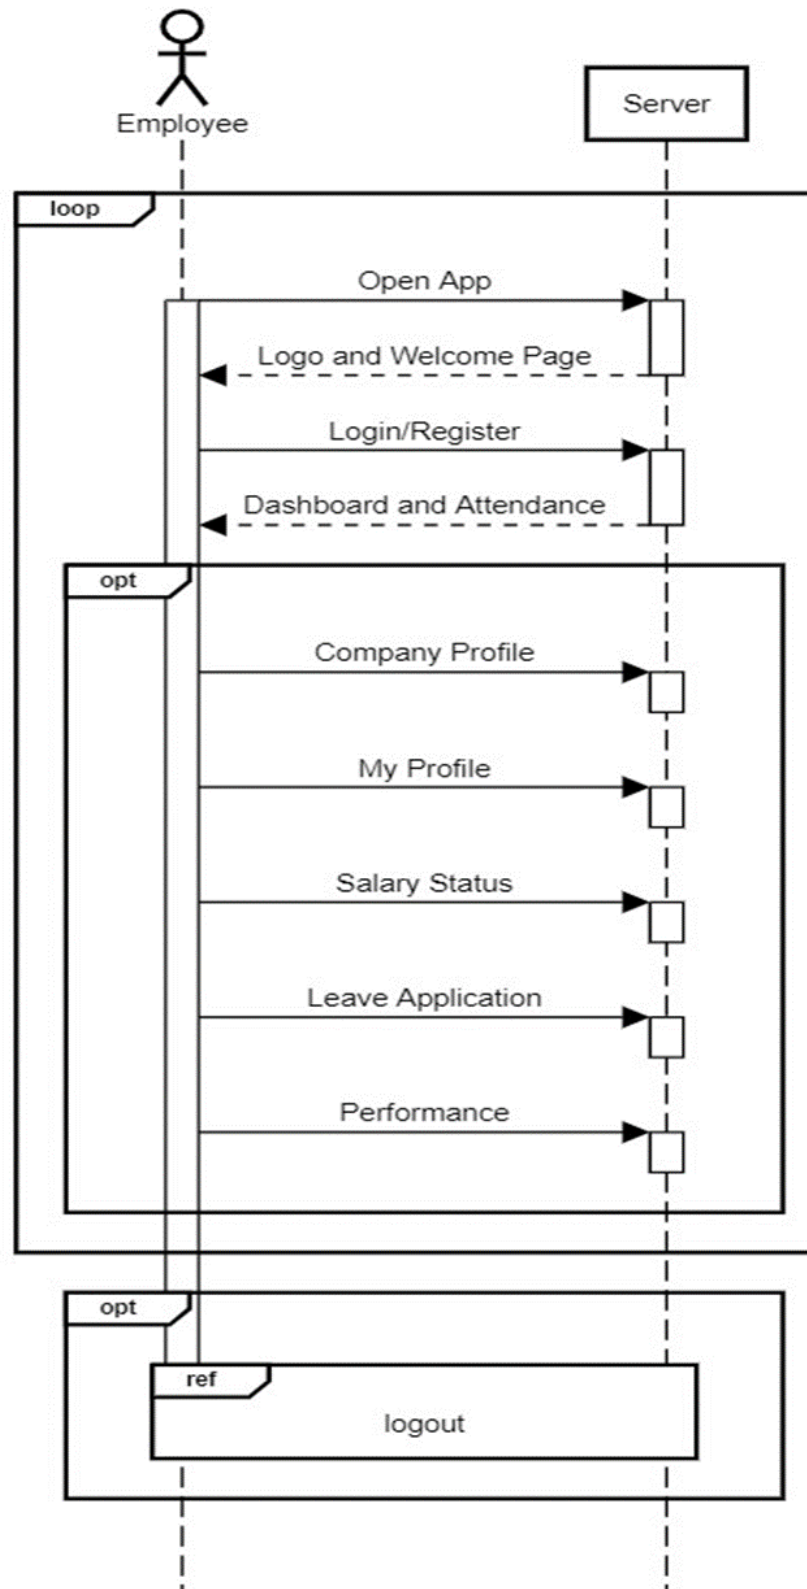 Employee
Server
loop
Open App
Logo and Welcome Page
Login/Register
Dashboard and Attendance
opt
Company Profile
My Profile
Salary Status
Leave Application
Performance
opt
ref
logout